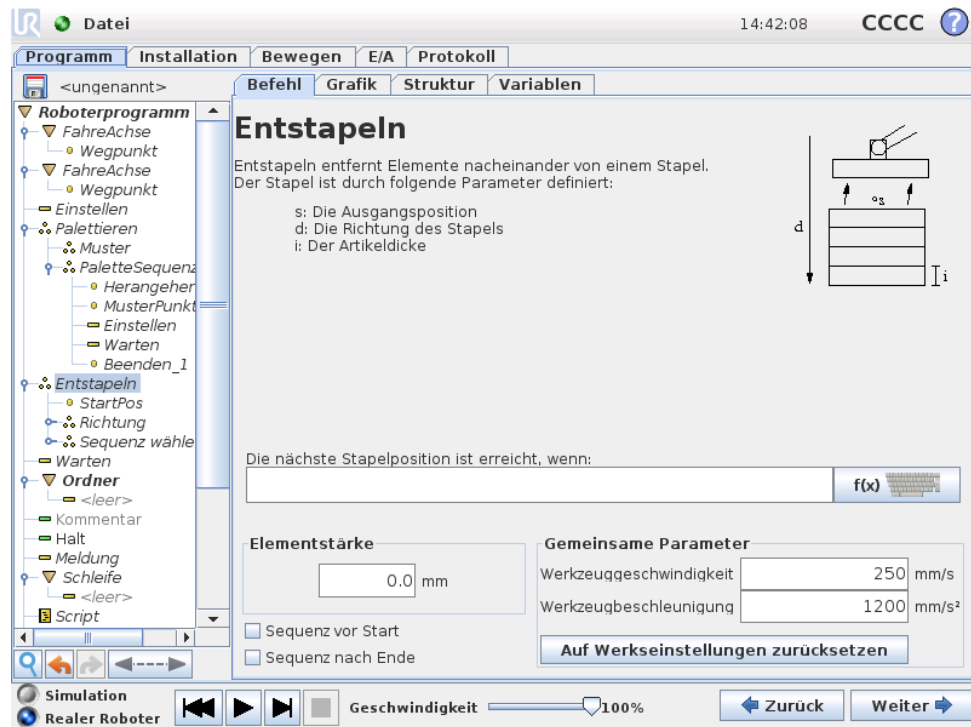 UR Datei 14:42:08 CCCC ?
Programm Installation Bewegen E/A Protokoll
<ungenannt>
Befehl Grafik Struktur Variablen
Roboterprogramm
FahreAchse
Wegpunkt
FahreAchse
Wegpunkt
Einstellen
Palettieren
Muster
PaletteSequenz
Herangeher
MusterPunkt
Einstellen
Warten
Beenden_1
Entstapeln
StartPos
Richtung
Sequenz wähle
Warten
Ordner
<leer>
Kommentar
Halt
Meldung
Schleife
<leer>
Script
Entstapeln
Entstapeln entfernt Elemente nacheinander von einem Stapel.
Der Stapel ist durch folgende Parameter definiert:
s: Die Ausgangsposition
d: Die Richtung des Stapels
i: Der Artikeldicke
s
d
i
Die nächste Stapelposition ist erreicht, wenn:
f(x)
Elementstärke
0.0 mm
Sequenz vor Start
Sequenz nach Ende
Gemeinsame Parameter
Werkzeuggeschwindigkeit 250 mm/s
Werkzeugbeschleunigung 1200 mm/s²
Auf Werkseinstellungen zurücksetzen
Simulation
Realer Roboter
Geschwindigkeit 100%
Zurück Weiter